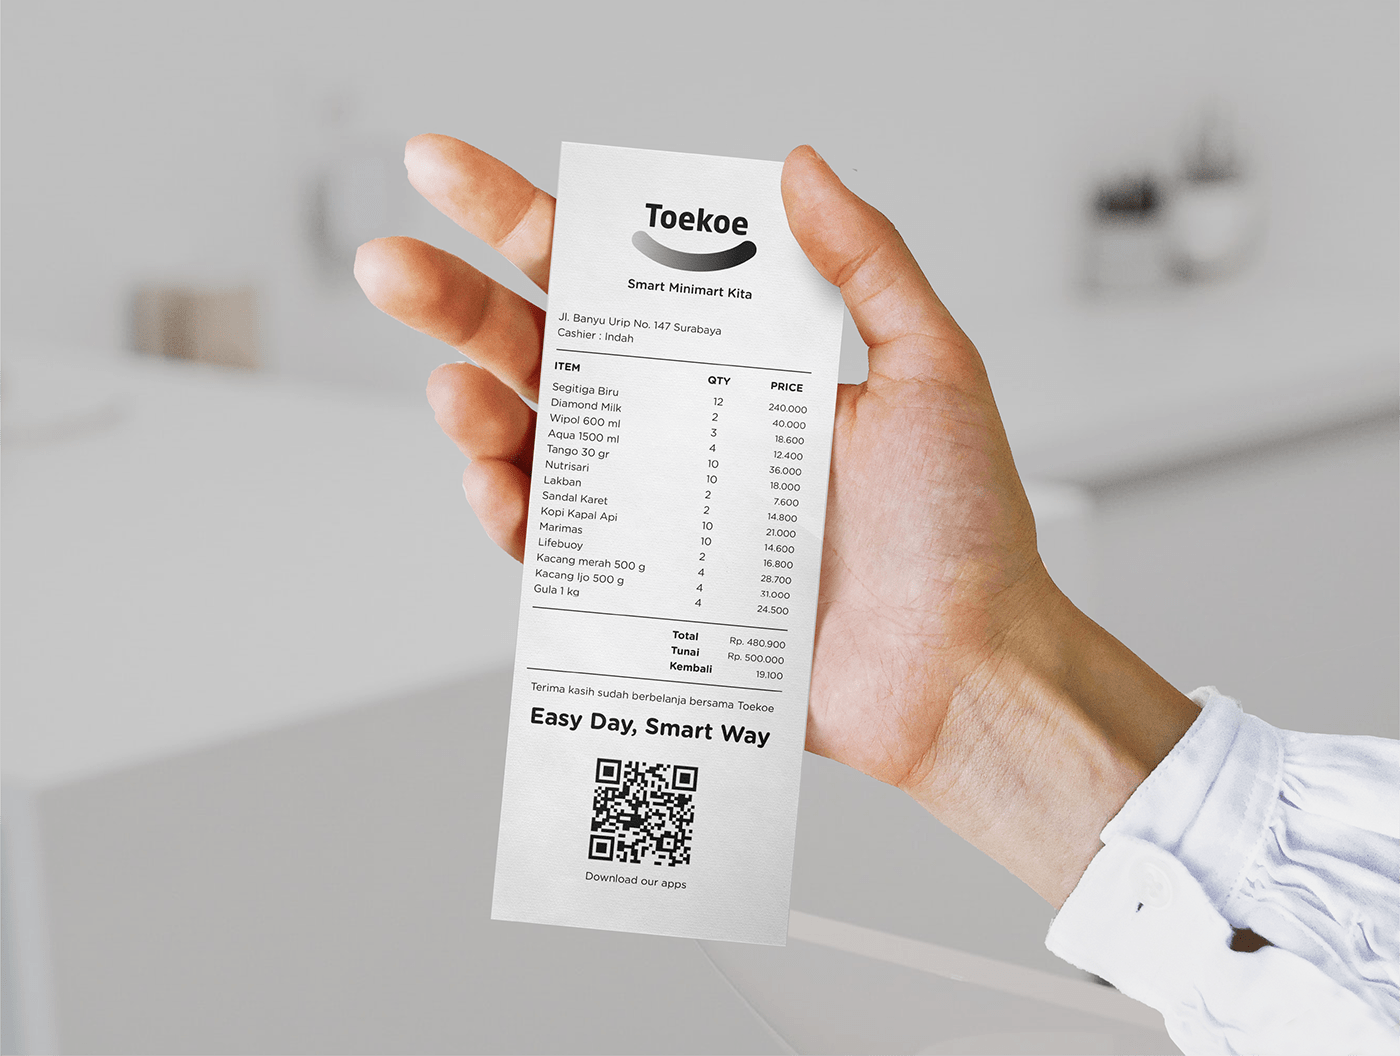 Toekoe
Smart Minimart Kita
Jl. Banyu Urip No. 147 Surabaya
Cashier : Indah
ITEM QTY PRICE
Segitiga Biru 12 240.000
Diamond Milk 2 40.000
Wipol 600 ml 3 18.600
Aqua 1500 ml 4 12.400
Tango 30 gr 10 36.000
Nutrisari 10 18.000
Lakban 2 7.600
Sandal Karet 2 14.800
Kopi Kapal Api 10 21.000
Marimas 10 14.600
Lifebuoy 2 16.800
Kacang merah 500 g 4 28.700
Kacang Ijo 500 g 4 31.000
Gula 1 kg 4 24.500
Total Rp. 480.900
Tunai Rp. 500.000
Kembali 19.100
Terima kasih sudah berbelanja bersama Toekoe
Easy Day, Smart Way
Download our apps